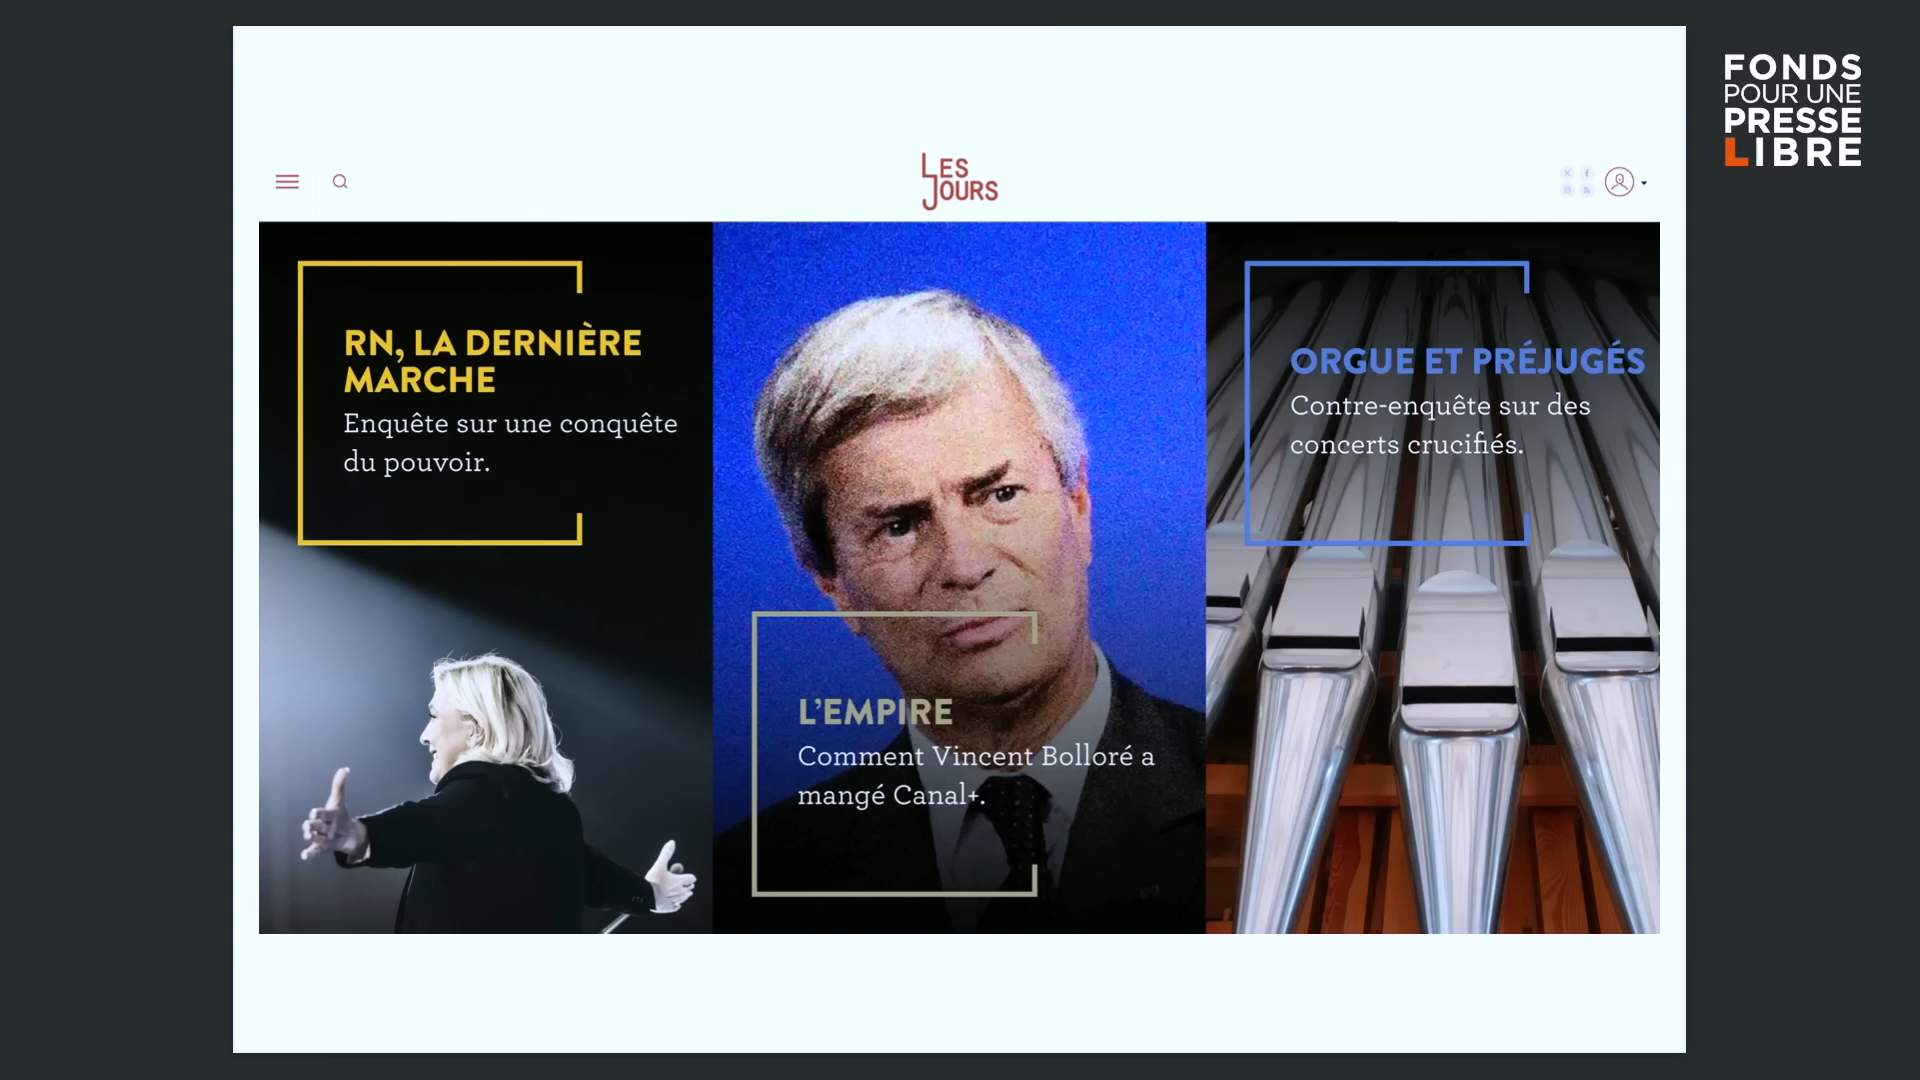 FONDS
POUR UNE
PRESSE
LIBRE
LES
JOURS
RN, LA DERNIÈRE
MARCHE
Enquête sur une conquête
du pouvoir.
L’EMPIRE
Comment Vincent Bolloré a
mangé Canal+.
ORGUE ET PRÉJUGÉS
Contre-enquête sur des
concerts crucifiés.